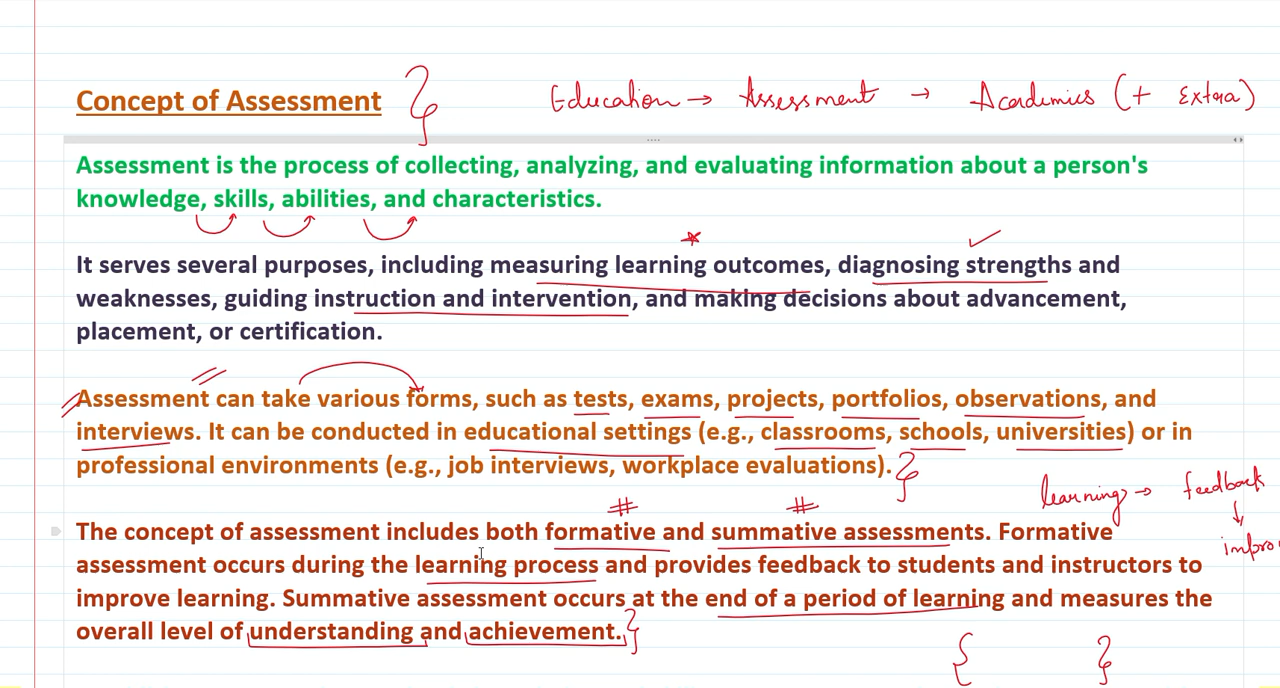 Concept of Assessment
Education → Assessment → Academics (+ Extra)
Assessment is the process of collecting, analyzing, and evaluating information about a person's
knowledge, skills, abilities, and characteristics.
It serves several purposes, including measuring learning outcomes, diagnosing strengths and
weaknesses, guiding instruction and intervention, and making decisions about advancement,
placement, or certification.
Assessment can take various forms, such as tests, exams, projects, portfolios, observations, and
interviews. It can be conducted in educational settings (e.g., classrooms, schools, universities) or in
professional environments (e.g., job interviews, workplace evaluations).
learning → feedback
↓
The concept of assessment includes both formative and summative assessments. Formative
assessment occurs during the learning process and provides feedback to students and instructors to
improve learning. Summative assessment occurs at the end of a period of learning and measures the
overall level of understanding and achievement.